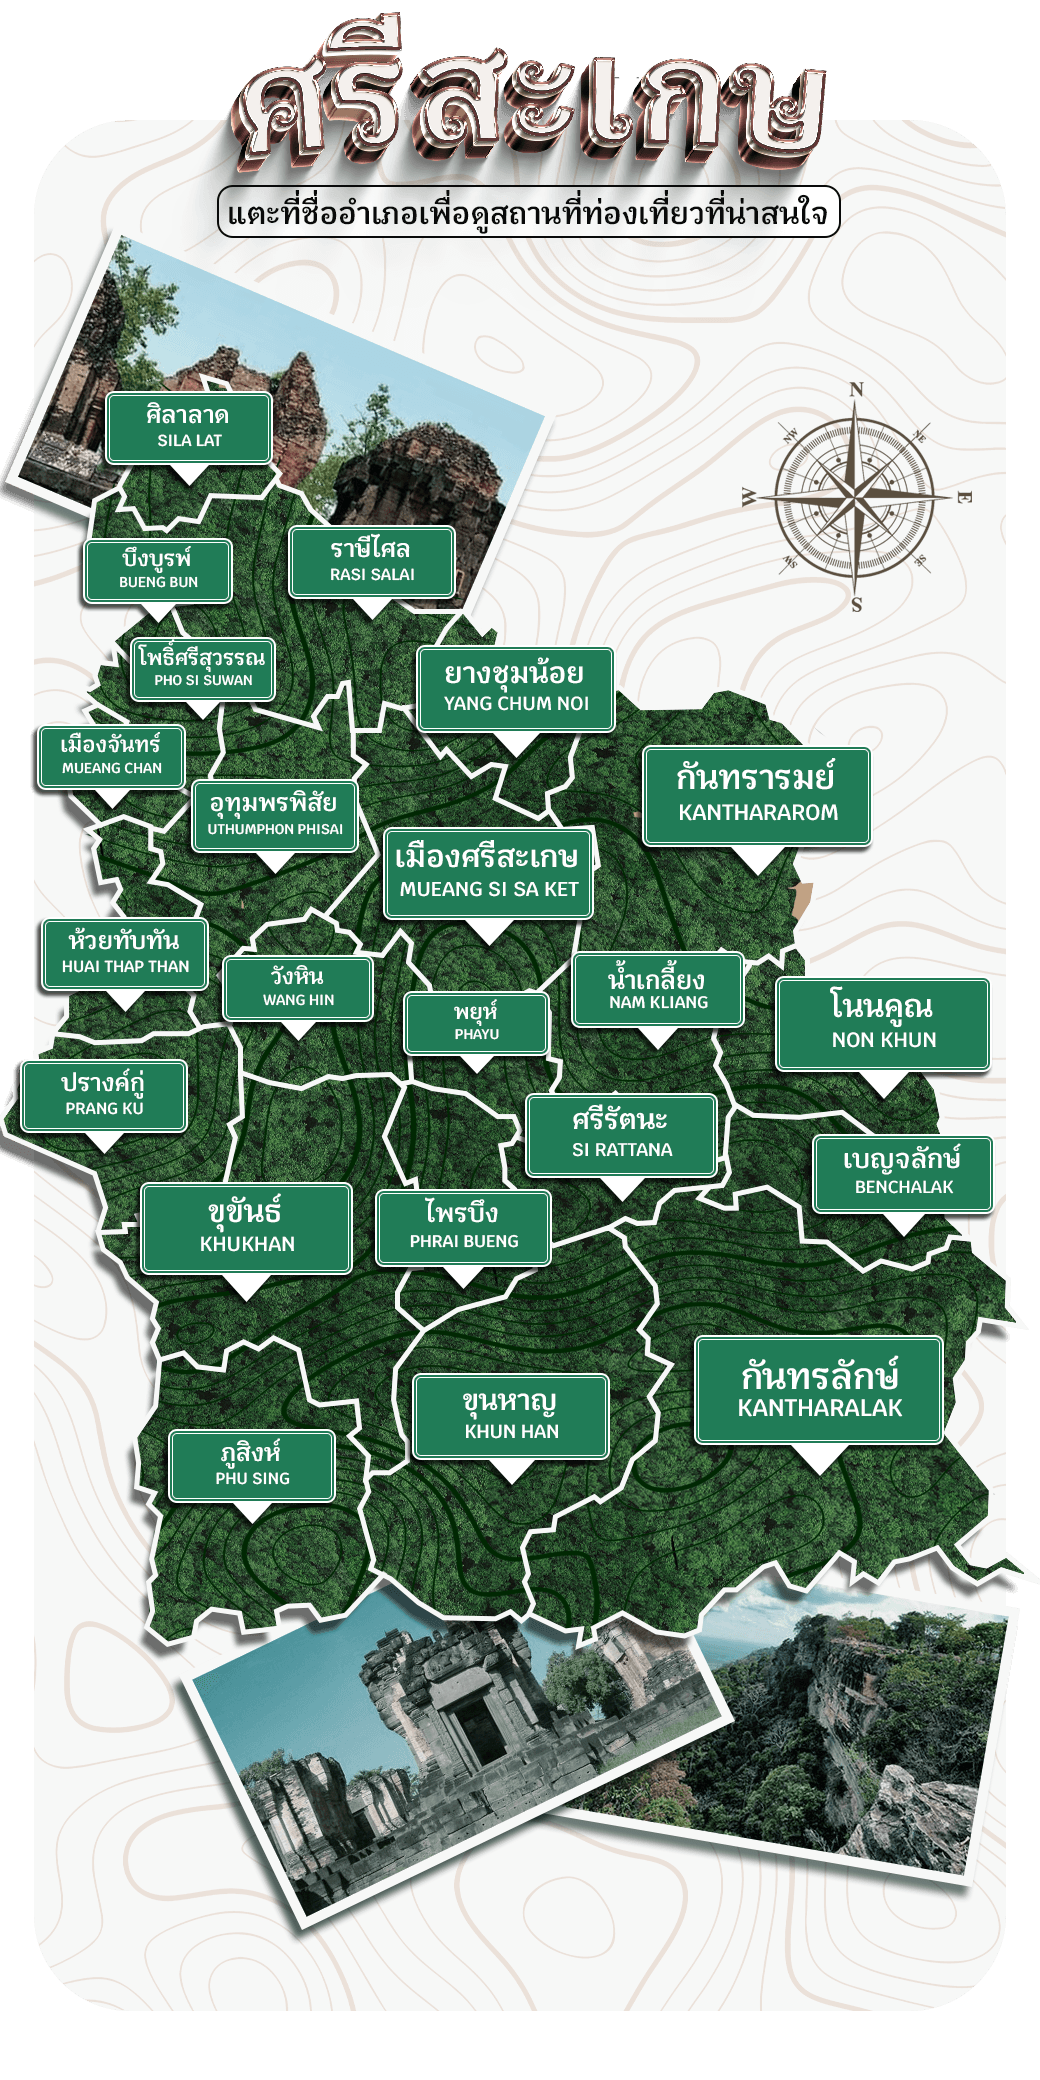 ศรีสะเกษ
แตะที่ชื่ออำเภอเพื่อดูสถานที่ท่องเที่ยวที่น่าสนใจ
N
NW
NE
W
E
SW
SE
S
ศิลาลาด
SILA LAT
บึงบูรพ์
BUENG BUN
ราษีไศล
RASI SALAI
โพธิ์ศรีสุวรรณ
PHO SI SUWAN
ยางชุมน้อย
YANG CHUM NOI
เมืองจันทร์
MUEANG CHAN
กันทรารมย์
KANTHARAROM
อุทุมพรพิสัย
UTHUMPHON PHISAI
เมืองศรีสะเกษ
MUEANG SI SA KET
ห้วยทับทัน
HUAI THAP THAN
วังหิน
WANG HIN
น้ำเกลี้ยง
NAM KLIANG
พยุห์
PHAYU
โนนคูณ
NON KHUN
ปรางค์กู่
PRANG KU
ศรีรัตนะ
SI RATTANA
เบญจลักษ์
BENCHALAK
ขุขันธ์
KHUKHAN
ไพรบึง
PHRAI BUENG
กันทรลักษ์
KANTHARALAK
ขุนหาญ
KHUN HAN
ภูสิงห์
PHU SING